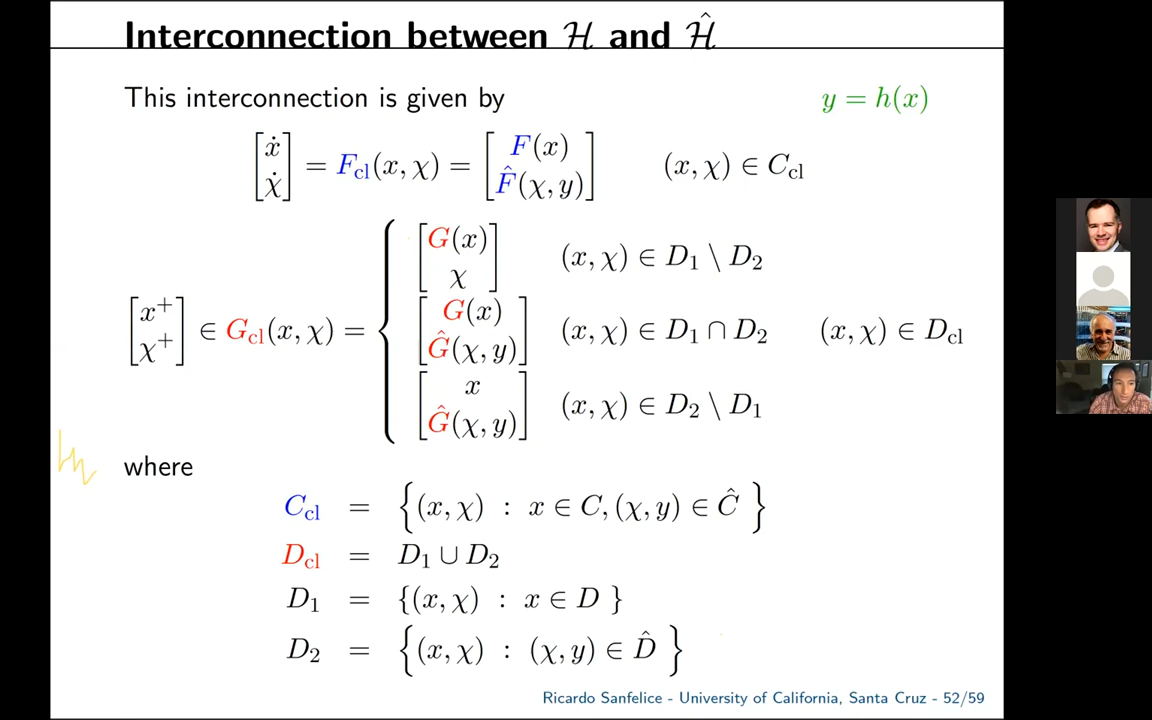 Interconnection between ℋ and ℋ̂
This interconnection is given by
y = h(x)
[ẋ; χ̇] = F_cl(x, χ) = [F(x); F̂(χ, y)]    (x, χ) ∈ C_cl
[x⁺; χ⁺] ∈ G_cl(x, χ) = {
[G(x); χ]    (x, χ) ∈ D₁ \ D₂
[G(x); Ĝ(χ, y)]    (x, χ) ∈ D₁ ∩ D₂    (x, χ) ∈ D_cl
[x; Ĝ(χ, y)]    (x, χ) ∈ D₂ \ D₁
where
C_cl = {(x, χ) : x ∈ C, (χ, y) ∈ Ĉ }
D_cl = D₁ ∪ D₂
D₁ = {(x, χ) : x ∈ D }
D₂ = {(x, χ) : (χ, y) ∈ D̂ }
Ricardo Sanfelice - University of California, Santa Cruz - 52/59